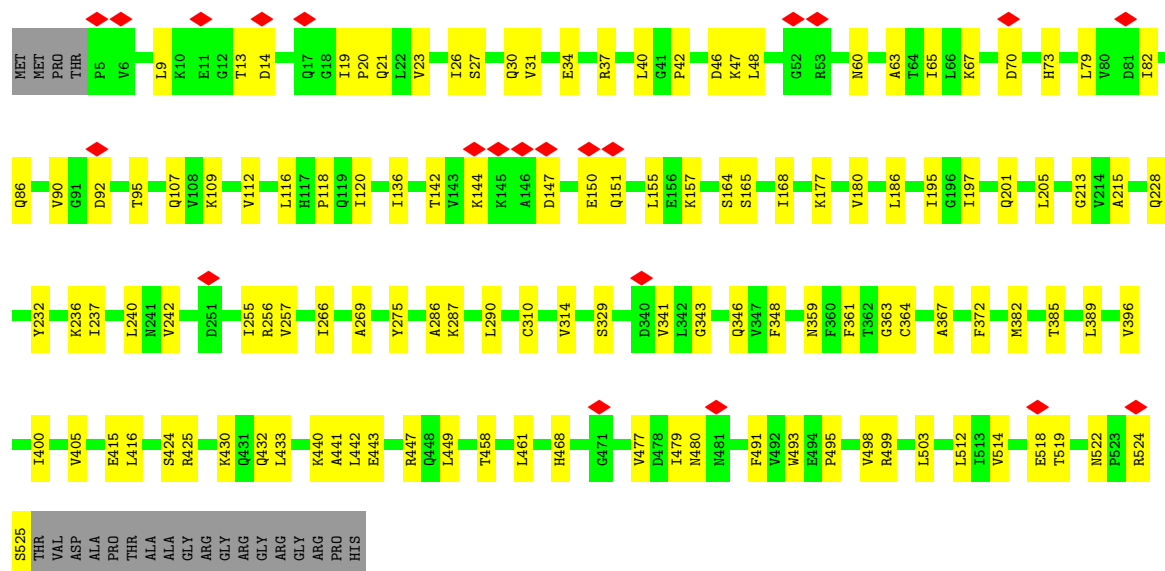 MET MET PRO THR P5 V6 L9 K10 E11 G12 T13 D14 Q17 G18 I19 P20 Q21 L22 V23 I26 S27 Q30 V31 E34 R37 L40 G41 P42 D46 K47 L48 G52 R53 N60 A63 T64 I65 L66 K67 D70 H73 L79 V80 D81 I82
Q86 V90 G91 D92 T95 Q107 V108 K109 V112 L116 H117 P118 Q119 I120 I136 T142 V143 K144 K145 A146 D147 E150 Q151 L155 E156 K157 S164 S165 I168 K177 V180 L186 I195 G196 I197 Q201 L205 G213 V214 A215 Q228
Y232 K236 I237 L240 N241 V242 D251 I255 R256 V257 I266 A269 Y275 A286 K287 L290 C310 V314 S329 D340 V341 L342 G343 Q346 V347 F348 N359 F360 F361 T362 G363 C364 A367 F372 M382 T385 L389 V396
I400 V405 E415 L416 S424 R425 K430 Q431 Q432 L433 K440 A441 L442 E443 R447 Q448 L449 T458 L461 H468 G471 V477 D478 I479 N480 N481 F491 V492 W493 E494 P495 V498 R499 L503 L512 I513 V514 E518 T519 N522 P523 R524
S525 THR VAL ASP ALA PRO THR ALA ALA GLY ARG GLY ARG GLY ARG GLY ARG PRO HIS